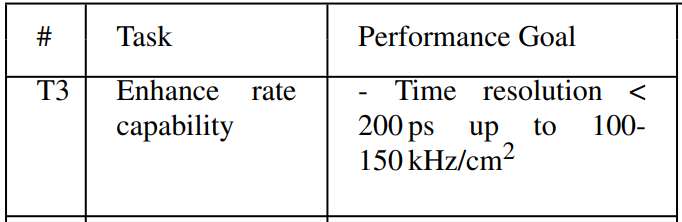 # Task Performance Goal
T3 Enhance rate - Time resolution <
capability 200 ps up to 100-
150 kHz/cm²